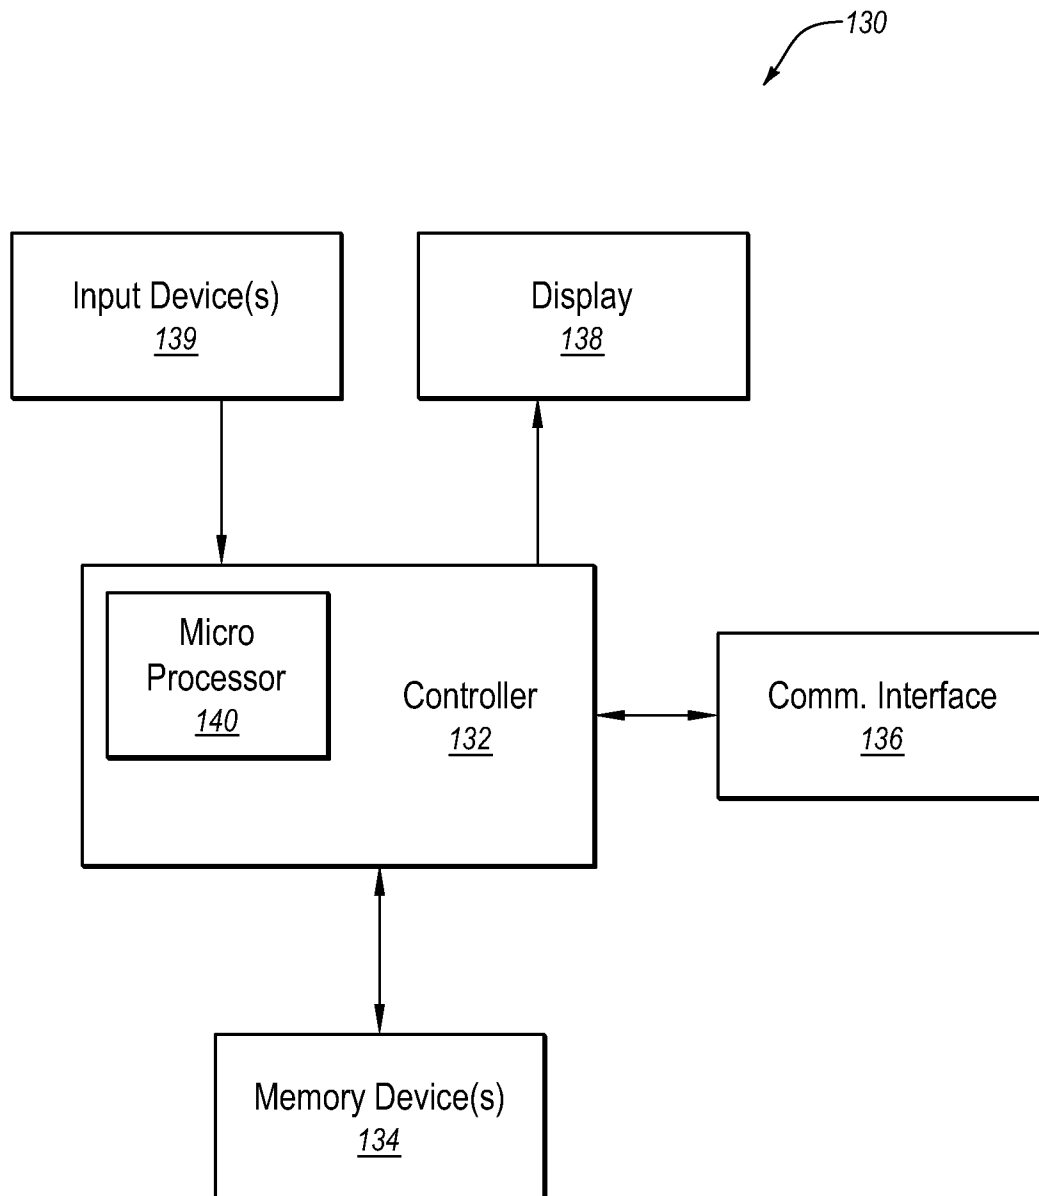 130
Input Device(s)
139
Display
138
Micro
Processor
140
Controller
132
Comm. Interface
136
Memory Device(s)
134